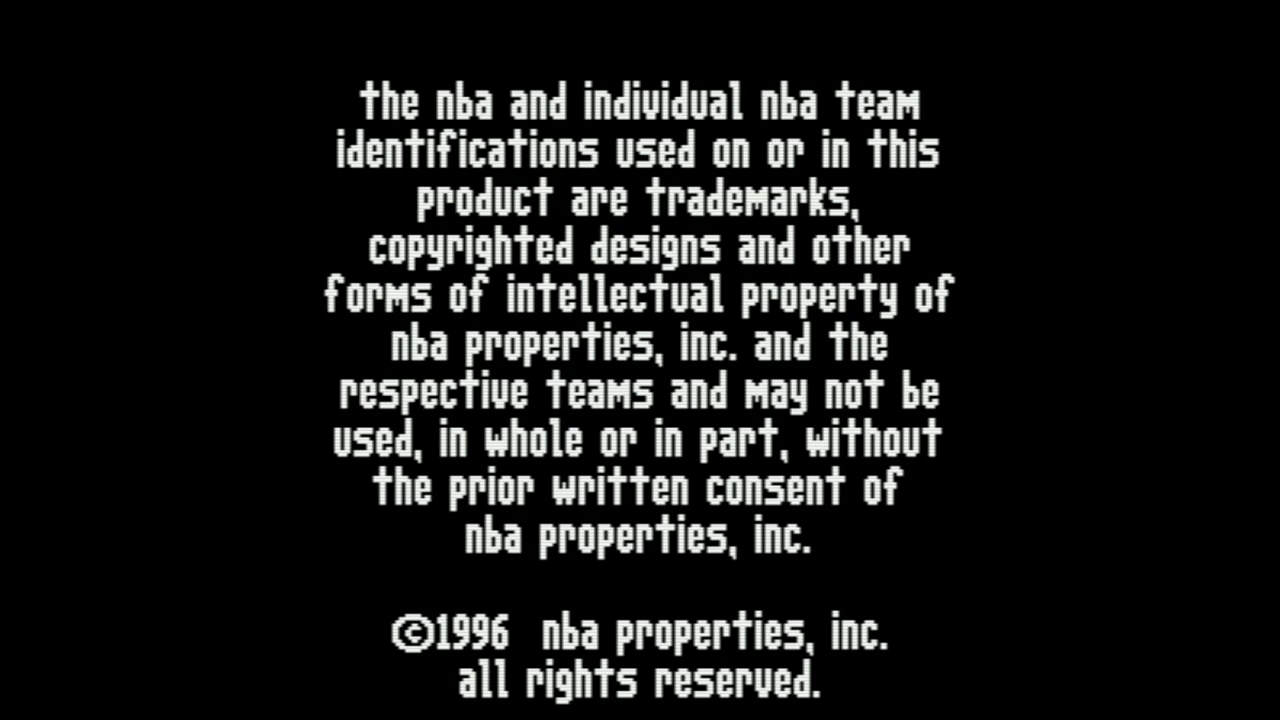 the nba and individual nba team
identifications used on or in this
product are trademarks,
copyrighted designs and other
forms of intellectual property of
nba properties, inc. and the
respective teams and may not be
used, in whole or in part, without
the prior written consent of
nba properties, inc.
©1996 nba properties, inc.
all rights reserved.